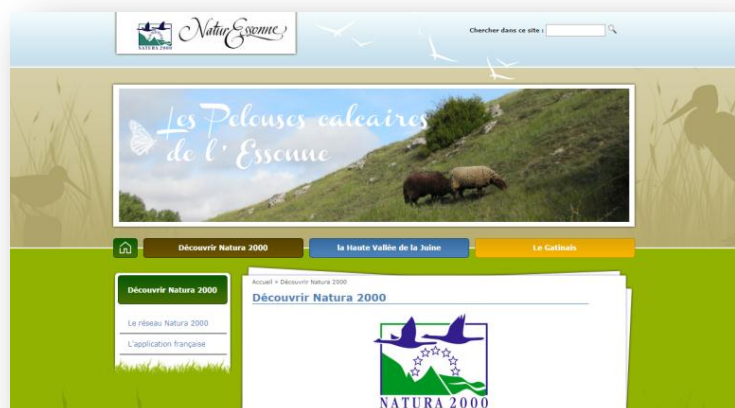 NATURA 2000
NaturEssonne
Chercher dans ce site :
Les Pelouses calcaires
de l' Essonne
Découvrir Natura 2000
la Haute Vallée de la Juine
Le Gatinais
Découvrir Natura 2000
Le réseau Natura 2000
L'application française
Accueil > Découvrir Natura 2000
Découvrir Natura 2000
NATURA 2000